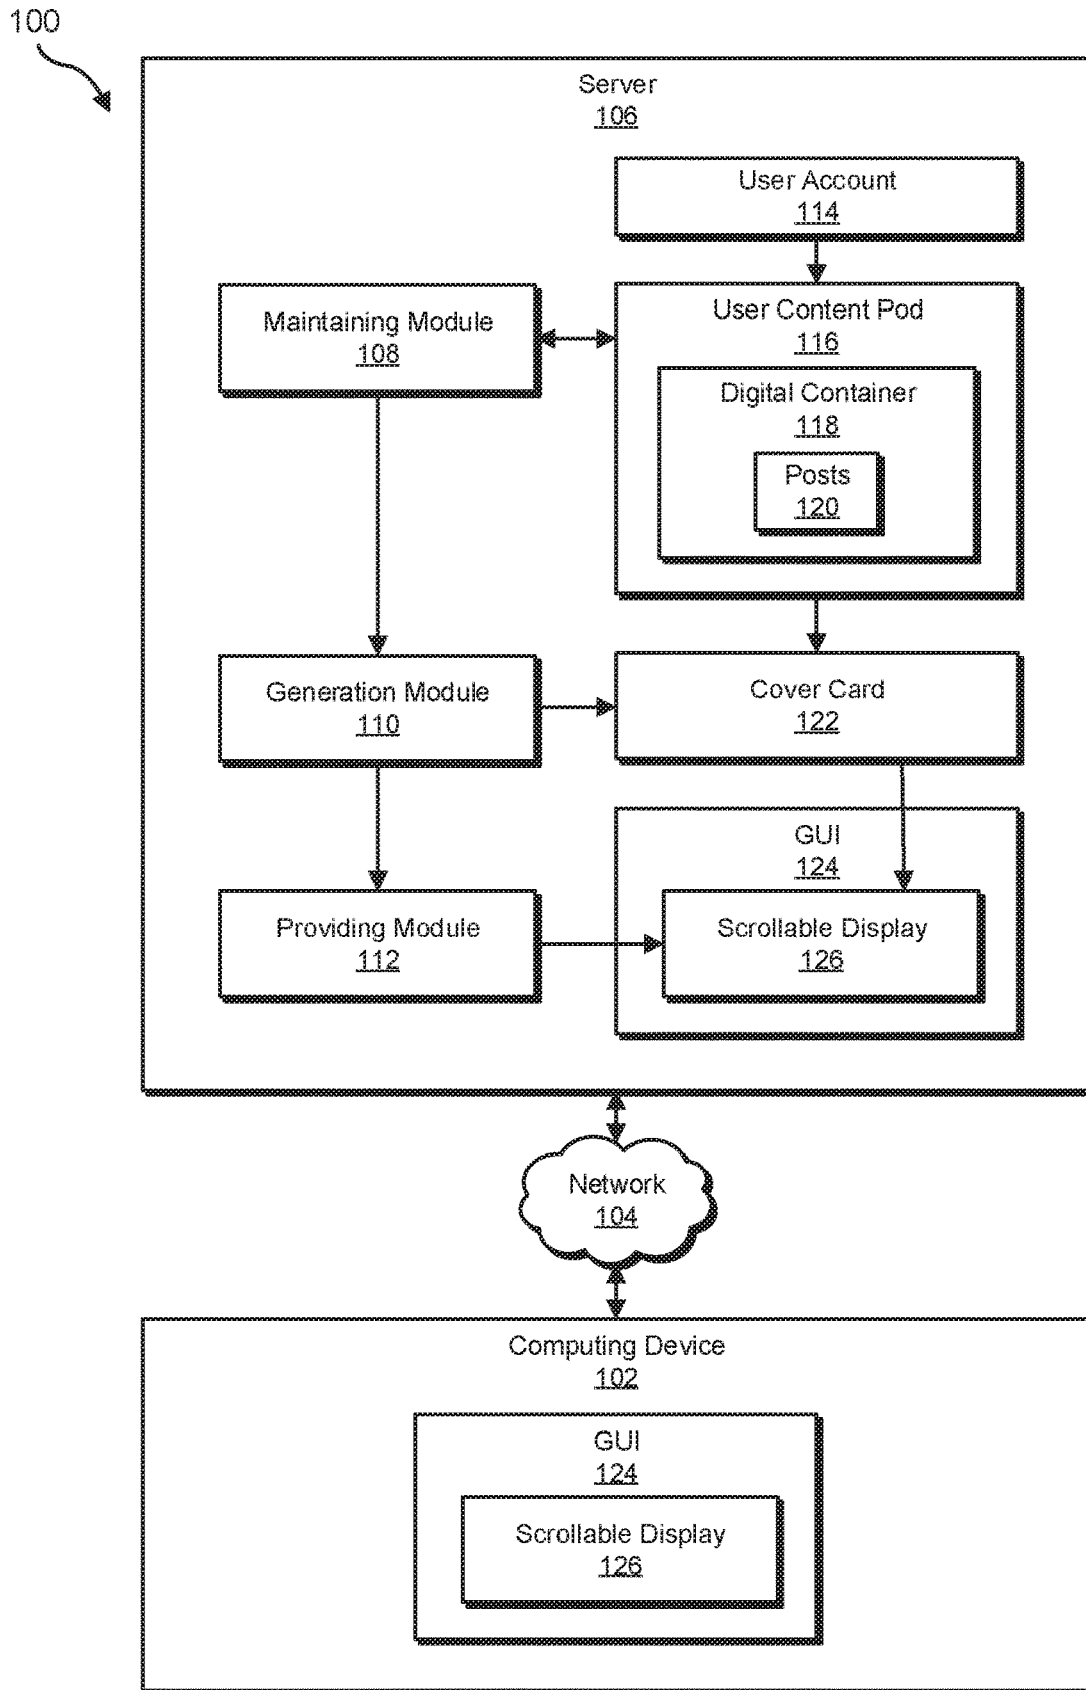 100
Server
106
User Account
114
Maintaining Module
108
User Content Pod
116
Digital Container
118
Posts
120
Generation Module
110
Cover Card
122
GUI
124
Providing Module
112
Scrollable Display
126
Network
104
Computing Device
102
GUI
124
Scrollable Display
126